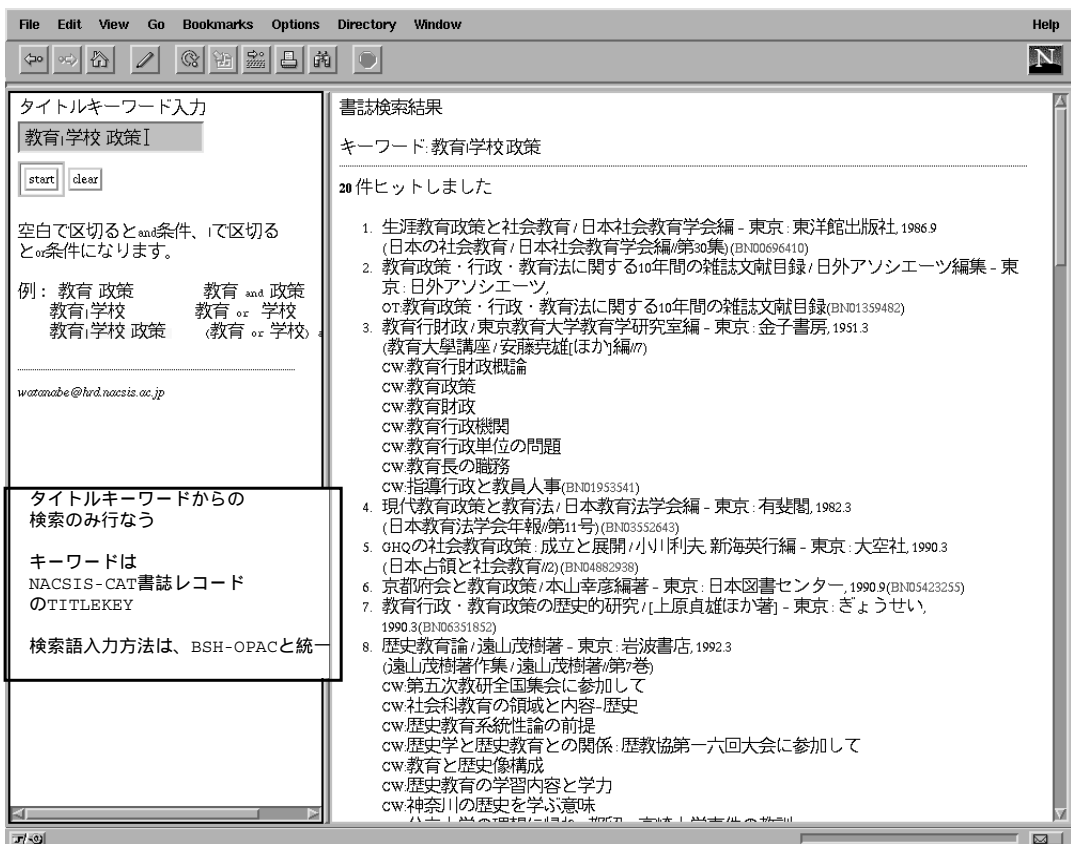 File Edit View Go Bookmarks Options Directory Window Help
N
タイトルキーワード入力
教育|学校 政策
start clear
空白で区切るとand条件、|で区切る
とor条件になります。
例： 教育 政策 教育 and 政策
教育|学校 教育 or 学校
教育|学校 政策 (教育 or 学校) a
watanabe@hrd.nacsis.ac.jp
タイトルキーワードからの
検索のみ行なう
キーワードは
NACSIS-CAT書誌レコード
のTITLEKEY
検索語入力方法は、BSH-OPACと統一
書誌検索結果
キーワード:教育|学校 政策
20 件ヒットしました
1. 生涯教育政策と社会教育 / 日本社会教育学会編 - 東京 : 東洋館出版社, 1986.9
(日本の社会教育 / 日本社会教育学会編//第30集)(BN00696410)
2. 教育政策・行政・教育法に関する10年間の雑誌文献目録 / 日外アソシエーツ編集 - 東
京 : 日外アソシエーツ,
OT:教育政策・行政・教育法に関する10年間の雑誌文献目録(BN01359482)
3. 教育行財政 / 東京教育大学教育学研究室編 - 東京 : 金子書房, 1951.3
(教育大學講座 / 安藤尭雄[ほか]編//7)
CW:教育行財政概論
CW:教育政策
CW:教育財政
CW:教育行政機関
CW:教育行政単位の問題
CW:教育長の職務
CW:指導行政と教員人事(BN01953541)
4. 現代教育政策と教育法 / 日本教育法学会編 - 東京 : 有斐閣, 1982.3
(日本教育法学会年報//第11号)(BN03552643)
5. GHQの社会教育政策 : 成立と展開 / 小川利夫, 新海英行編 - 東京 : 大空社, 1990.3
(日本占領と社会教育//2)(BN04882938)
6. 京都府会と教育政策 / 本山幸彦編著 - 東京 : 日本図書センター, 1990.9(BN05423255)
7. 教育行政・教育政策の歴史的研究 / [上原貞雄ほか著] - 東京 : ぎょうせい,
1990.3(BN06351852)
8. 歴史教育論 / 遠山茂樹著 - 東京 : 岩波書店, 1992.3
(遠山茂樹著作集 / 遠山茂樹著//第7巻)
CW:第五次教研全国集会に参加して
CW:社会科教育の領域と内容-歴史
CW:歴史教育系統性論の前提
CW:歴史学と歴史教育との関係 : 歴教協第一六回大会に参加して
CW:教育と歴史像構成
CW:歴史教育の学習内容と学力
CW:神奈川の歴史を学ぶ意味